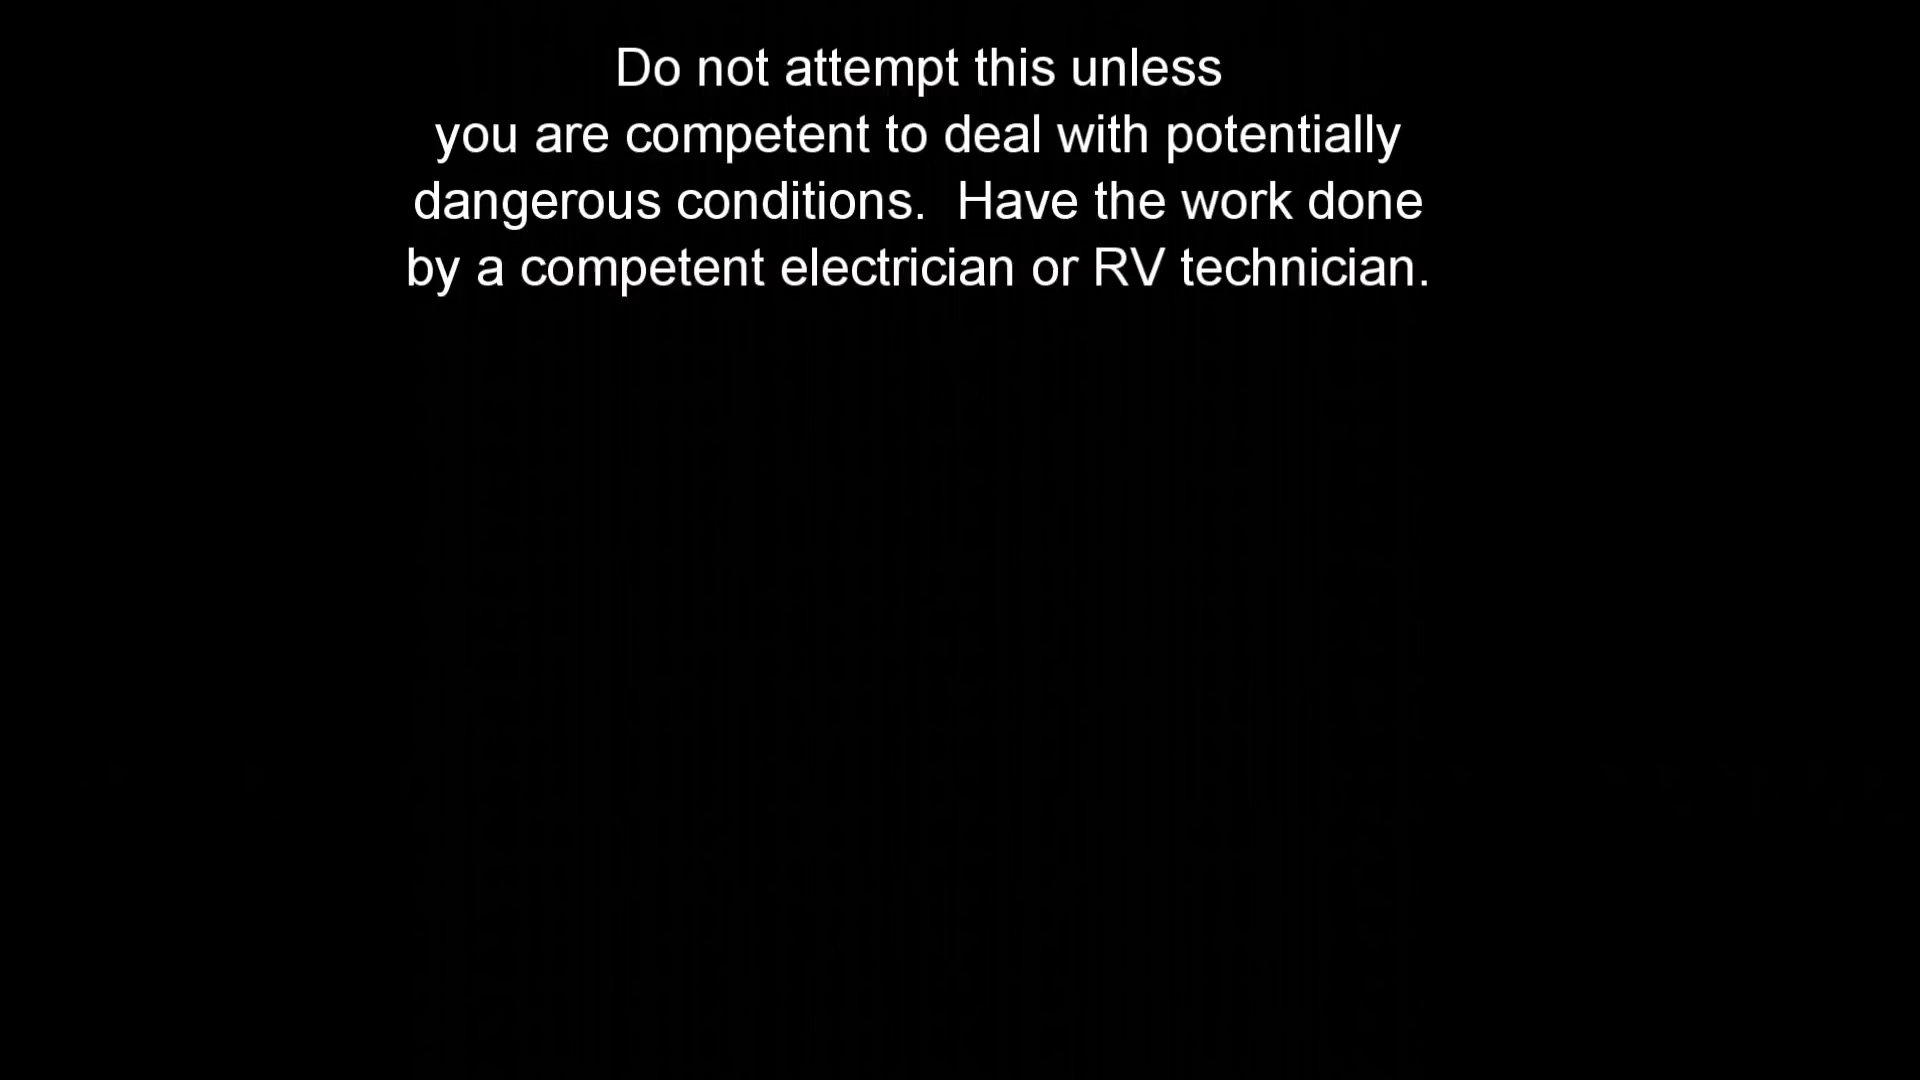 Do not attempt this unless
you are competent to deal with potentially
dangerous conditions.  Have the work done
by a competent electrician or RV technician.